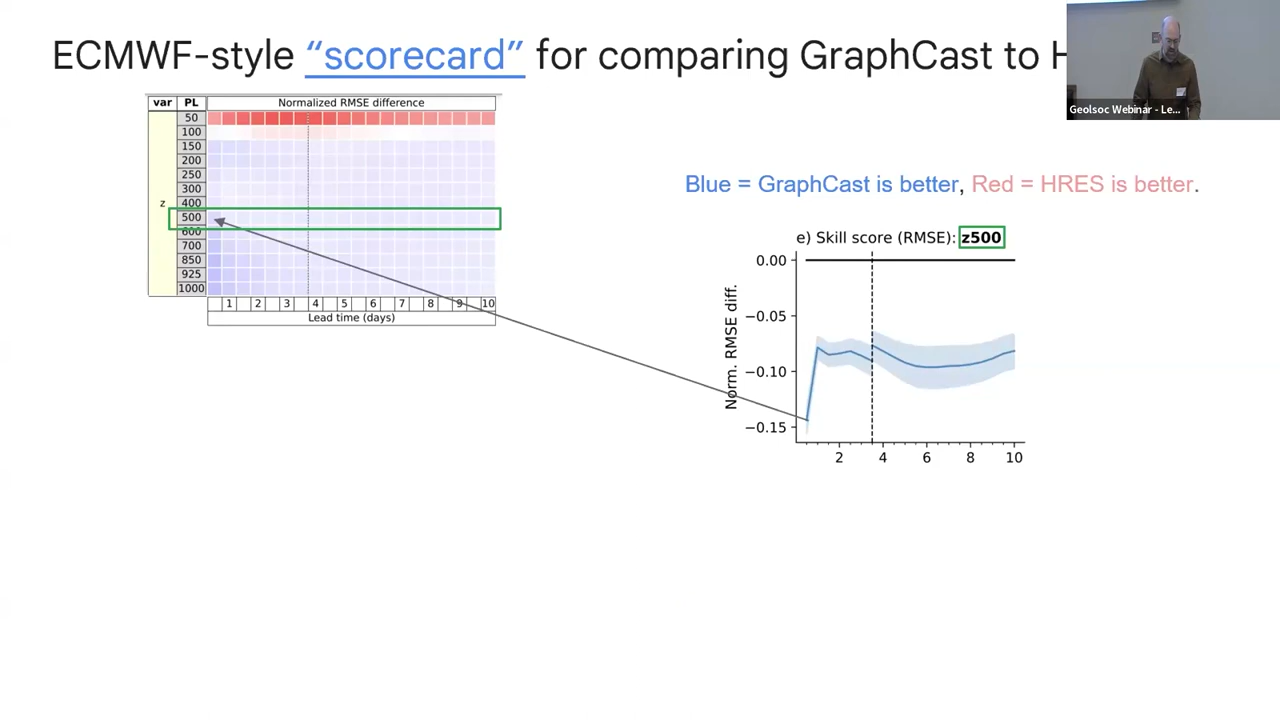 ECMWF-style “scorecard” for comparing GraphCast to H
Geolsoc Webinar - Le...
var PL Normalized RMSE difference
50
100
150
200
250
300
z 400
500
600
700
850
925
1000
1 2 3 4 5 6 7 8 9 10
Lead time (days)
Blue = GraphCast is better, Red = HRES is better.
e) Skill score (RMSE): z500
Norm. RMSE diff.
0.00
−0.05
−0.10
−0.15
2 4 6 8 10